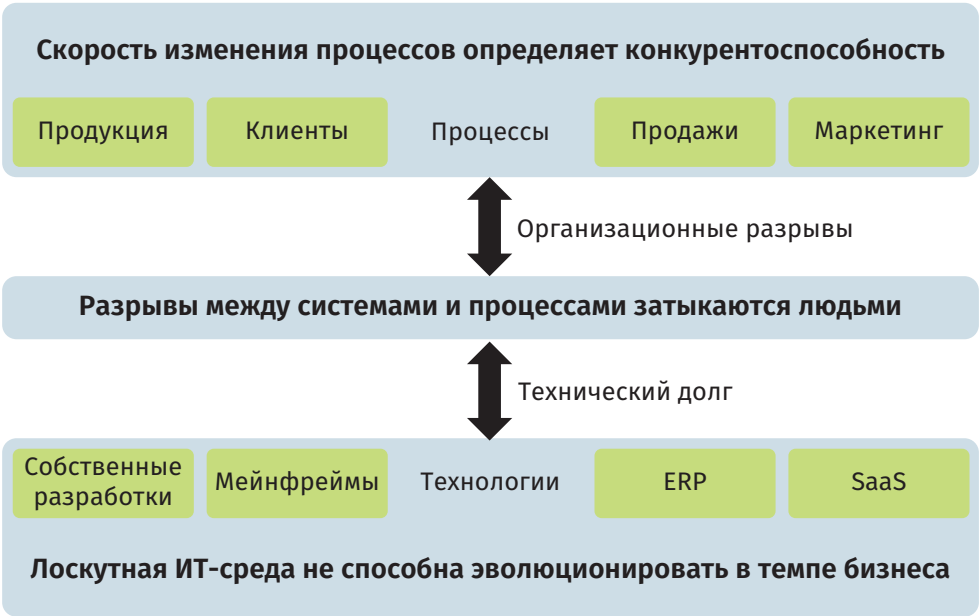 Скорость изменения процессов определяет конкурентоспособность
Продукция
Клиенты
Процессы
Продажи
Маркетинг
Организационные разрывы
Разрывы между системами и процессами затыкаются людьми
Технический долг
Собственные
разработки
Мейнфреймы
Технологии
ERP
SaaS
Лоскутная ИТ-среда не способна эволюционировать в темпе бизнеса